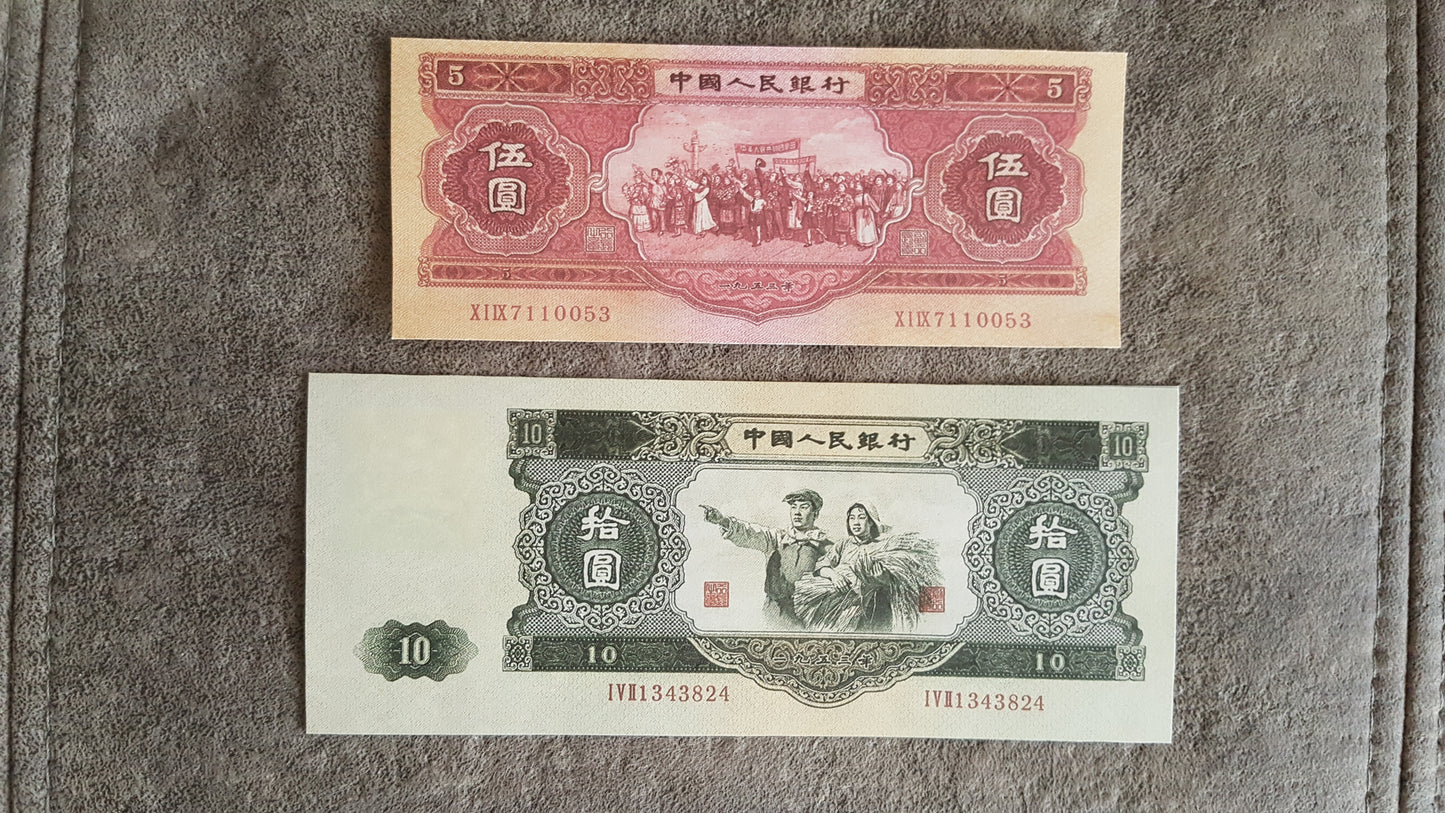 5 中國人民銀行 5
伍圓 伍圓
5 一九五三年 5
XIIX7110053 XIIX7110053
10 中國人民銀行 10
拾圓 拾圓
10 10 一九五三年 10
IVII1343824 IVII1343824